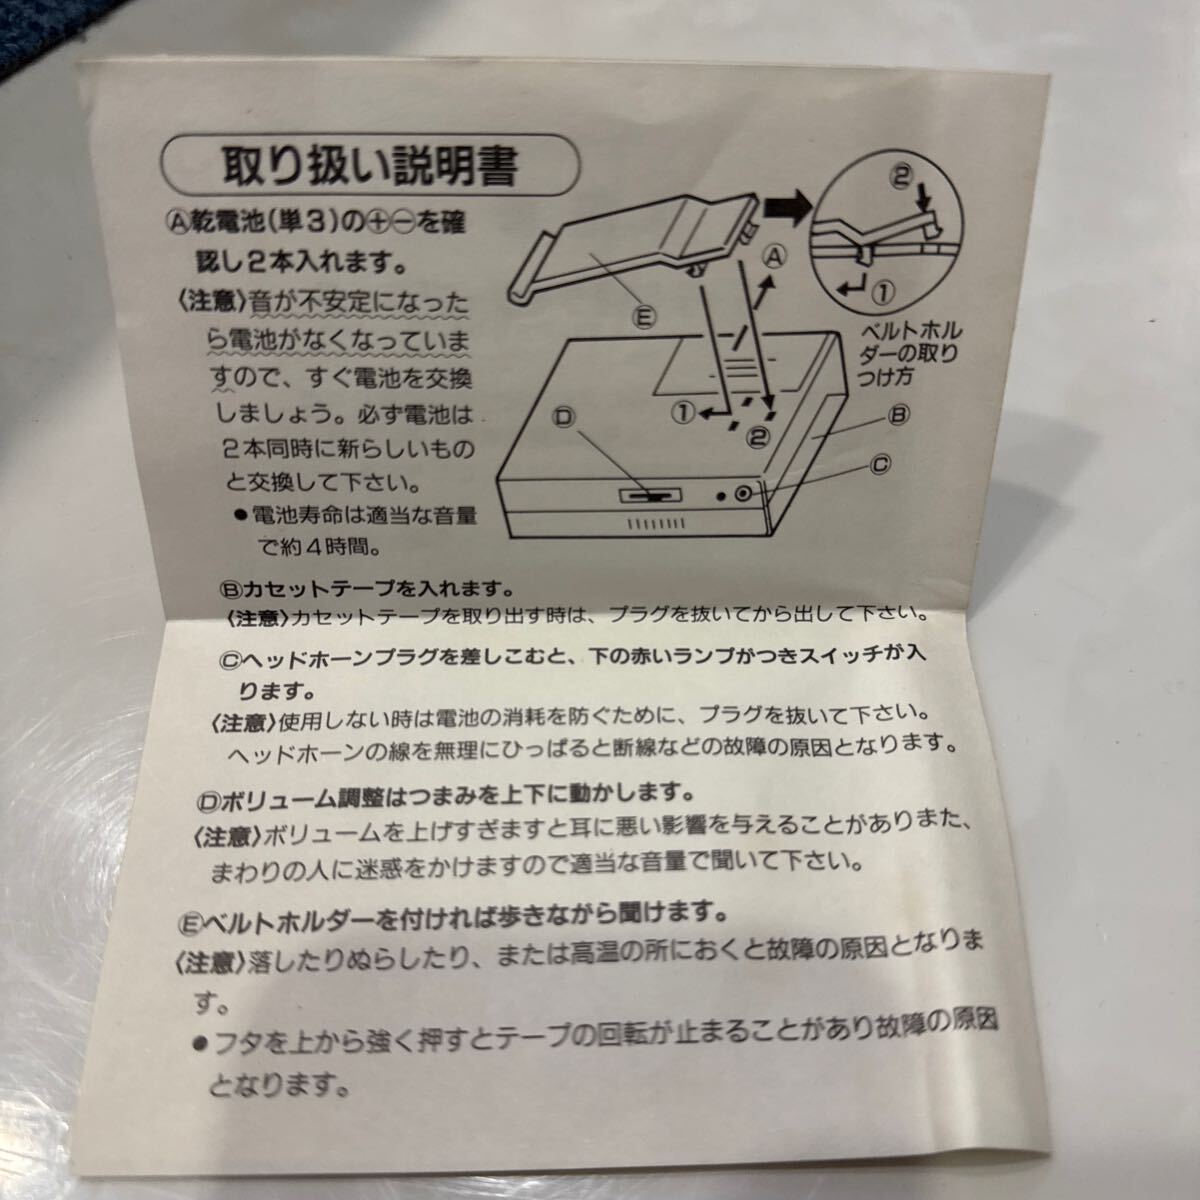 取り扱い説明書
Ⓐ乾電池(単3)の⊕⊖を確
認し2本入れます。
〈注意〉音が不安定になった
ら電池がなくなっていま
すので、すぐ電池を交換
しましょう。必ず電池は
2本同時に新らしいもの
と交換して下さい。
●電池寿命は適当な音量
で約4時間。
②
①
Ⓐ
Ⓔ
ベルトホル
ダーの取り
つけ方
Ⓓ
①
②
Ⓑ
Ⓒ
Ⓑカセットテープを入れます。
〈注意〉カセットテープを取り出す時は、プラグを抜いてから出して下さい。
Ⓒヘッドホーンプラグを差しこむと、下の赤いランプがつきスイッチが入
ります。
〈注意〉使用しない時は電池の消耗を防ぐために、プラグを抜いて下さい。
ヘッドホーンの線を無理にひっぱると断線などの故障の原因となります。
Ⓓボリューム調整はつまみを上下に動かします。
〈注意〉ボリュームを上げすぎますと耳に悪い影響を与えることがありまた、
まわりの人に迷惑をかけますので適当な音量で聞いて下さい。
Ⓔベルトホルダーを付ければ歩きながら聞けます。
〈注意〉落したりぬらしたり、または高温の所におくと故障の原因となりま
す。
●フタを上から強く押すとテープの回転が止まることがあり故障の原因
となります。